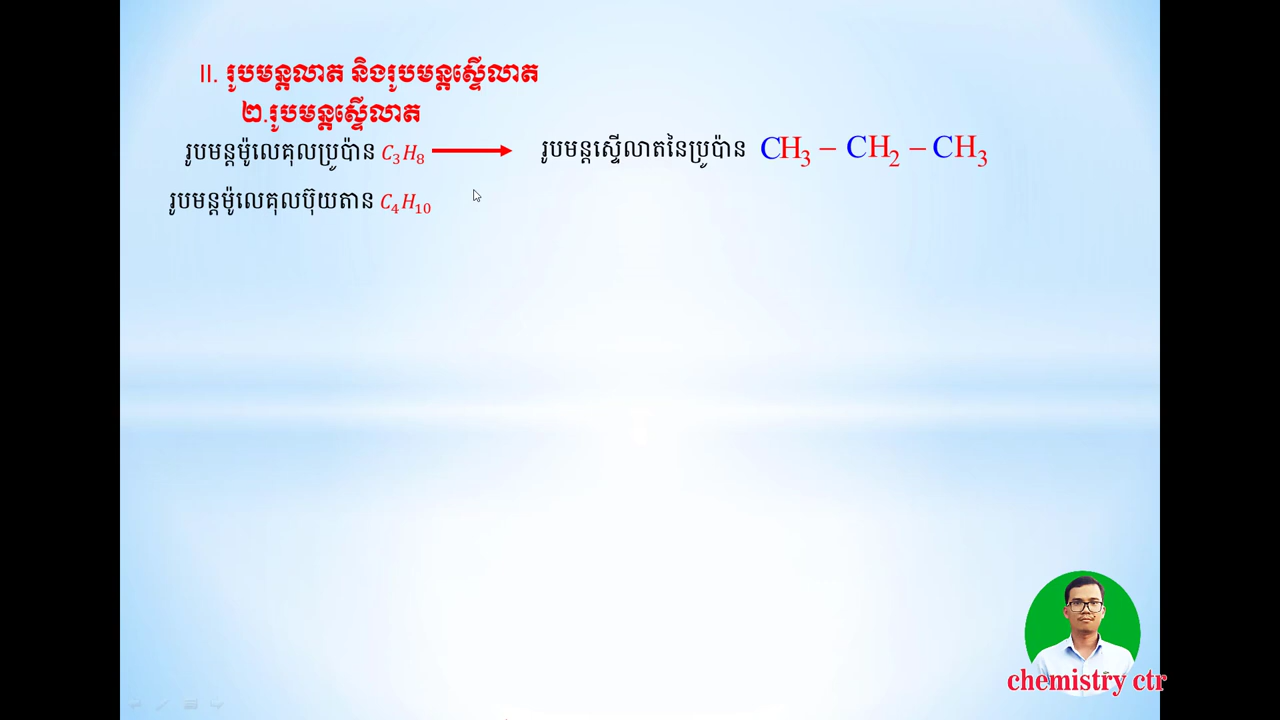 II. រូបមន្តលាត និងរូបមន្តស្ទើលាត
២.រូបមន្តស្ទើលាត
រូបមន្តម៉ូលេគុលប្រូប៉ាន C₃H₈ → រូបមន្តស្ទើលាតនៃប្រូប៉ាន CH₃ – CH₂ – CH₃
រូបមន្តម៉ូលេគុលប៊ុយតាន C₄H₁₀
chemistry ctr